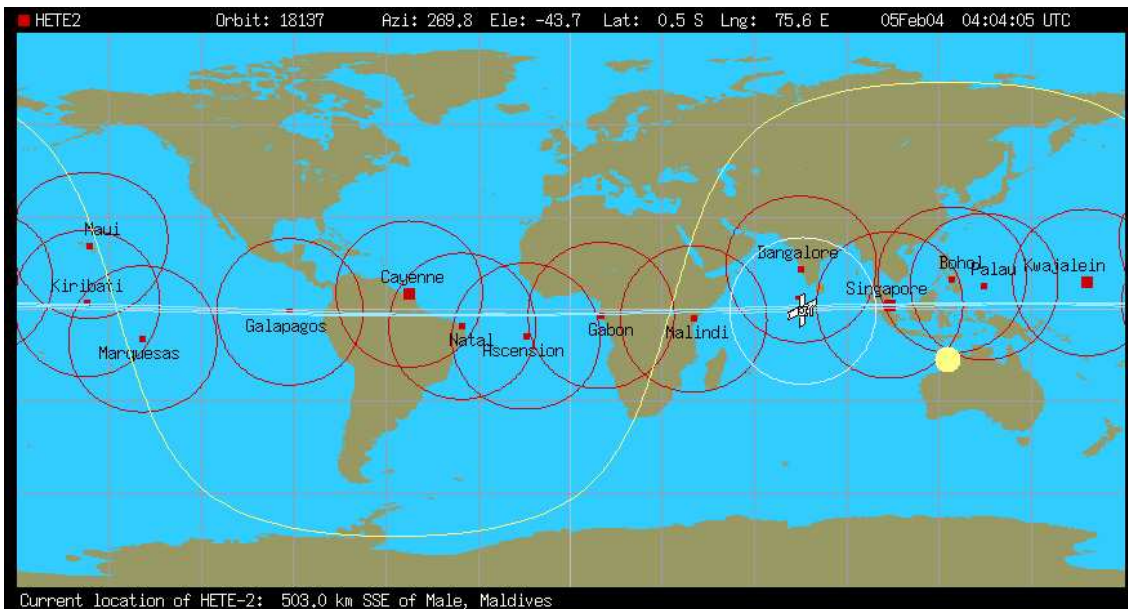 HETE2 Orbit: 18137 Azi: 269.8 Ele: -43.7 Lat: 0.5 S Lng: 75.6 E 05Feb04 04:04:05 UTC
Maui
Bangalore
Cayenne
Bohol
Palau
Kwajalein
Kiribati
Singapore
Galapagos
Gabon
Malindi
Natal
Ascension
Marquesas
Current location of HETE-2: 503.0 km SSE of Male, Maldives